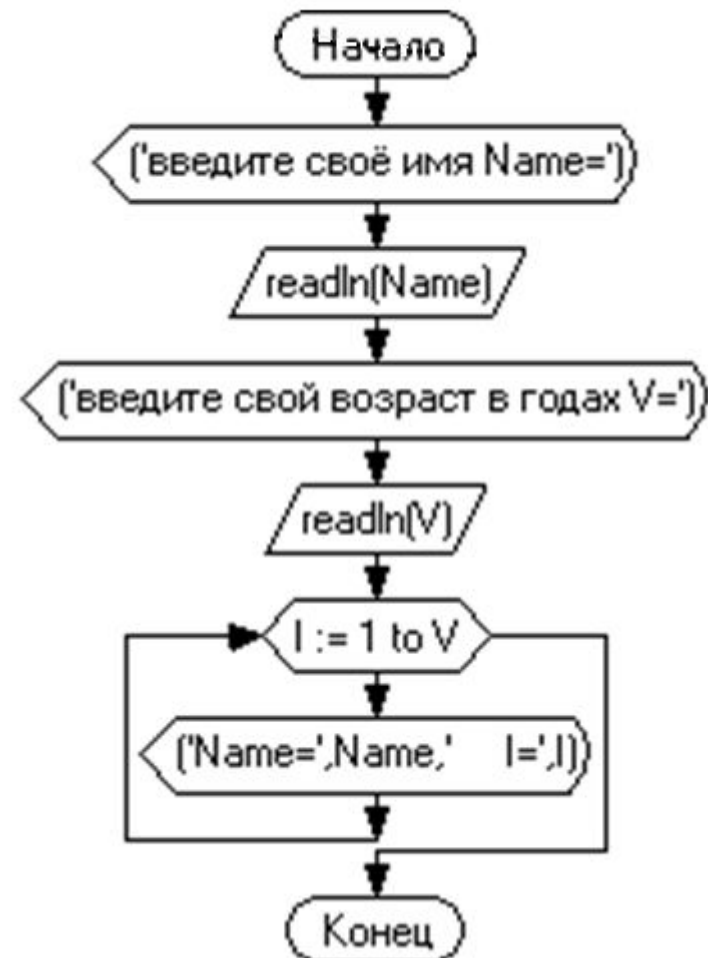 Начало
('введите своё имя Name=')
readln(Name)
('введите свой возраст в годах V=')
readln(V)
I := 1 to V
('Name=',Name,'     I=',I)
Конец